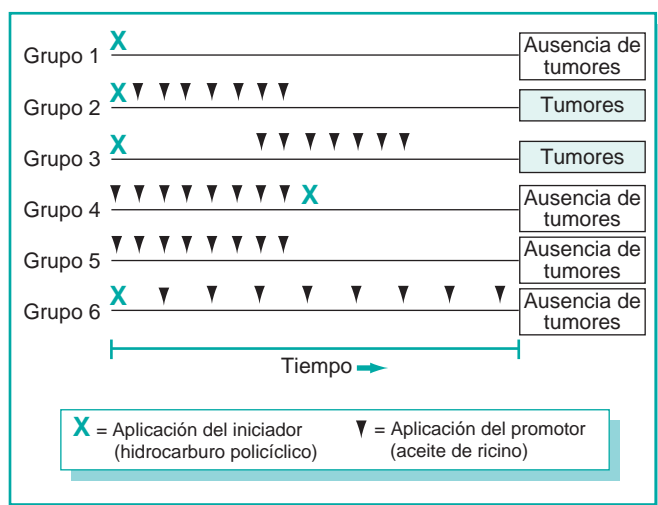 Grupo 1
X
Ausencia de
tumores
Grupo 2
X
Tumores
Grupo 3
X
Tumores
Grupo 4
X
Ausencia de
tumores
Grupo 5
Ausencia de
tumores
Grupo 6
X
Ausencia de
tumores
Tiempo
X = Aplicación del iniciador
(hidrocarburo policíclico)
= Aplicación del promotor
(aceite de ricino)